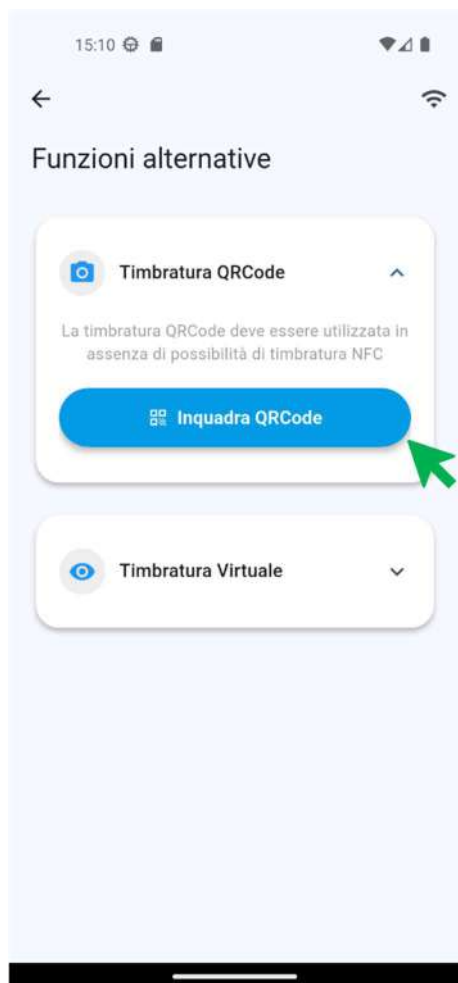 15:10
Funzioni alternative
Timbratura QRCode
La timbratura QRCode deve essere utilizzata in
assenza di possibilità di timbratura NFC
Inquadra QRCode
Timbratura Virtuale